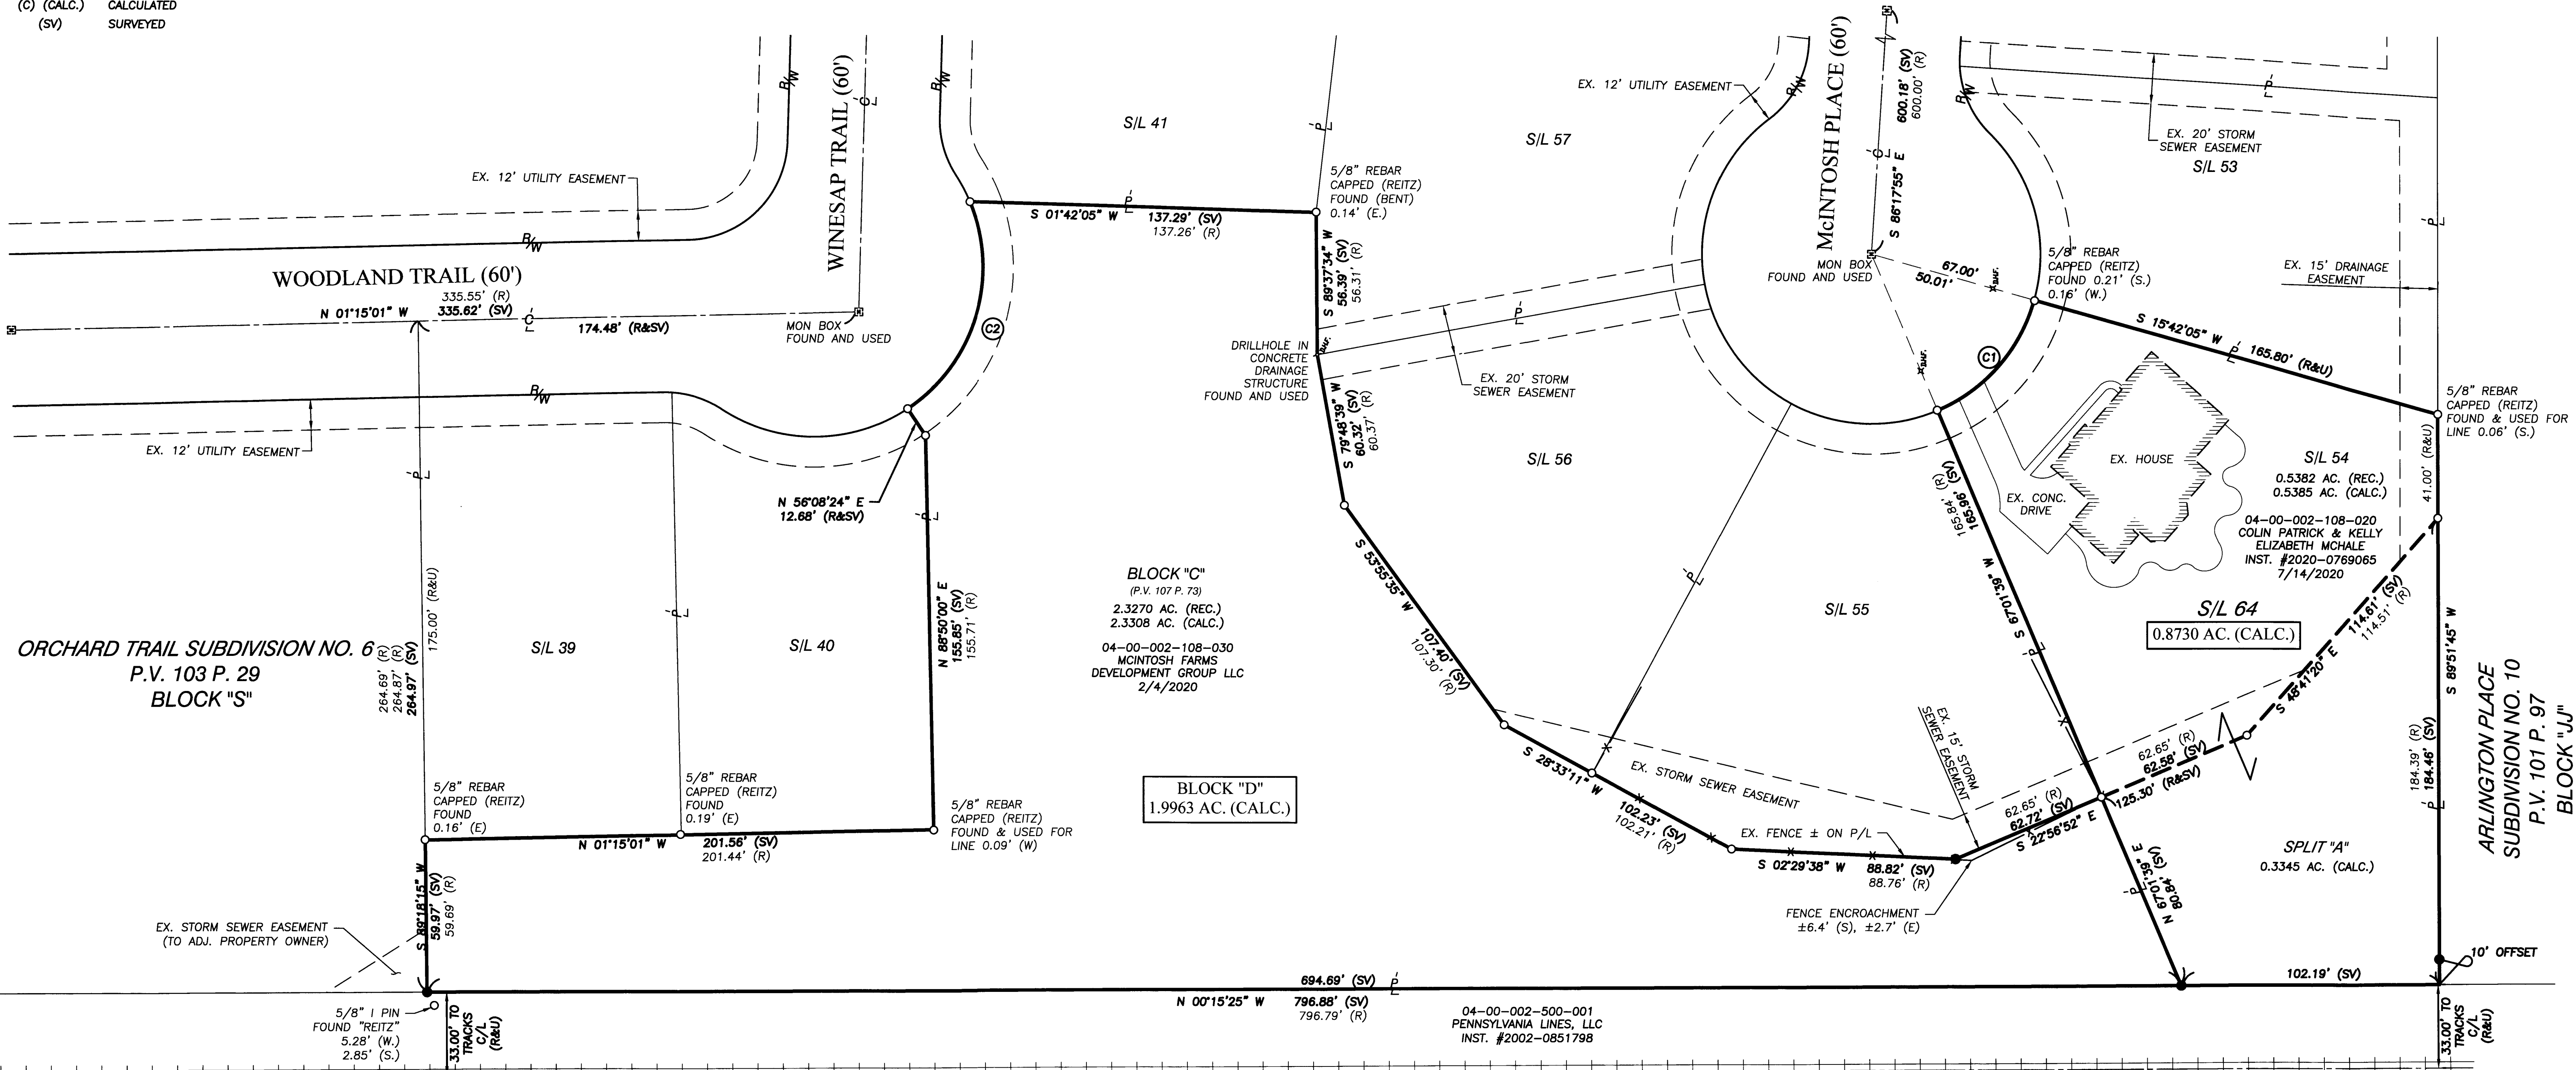 (C) (CALC.) CALCULATED
(SV) SURVEYED
EX. 12' UTILITY EASEMENT
R/W
R/W
WOODLAND TRAIL (60')
335.55' (R)
N 01°15'01" W 335.62' (SV)
174.48' (R&SV)
WINESAP TRAIL (60')
R/W
MON BOX
FOUND AND USED
R/W
EX. 12' UTILITY EASEMENT
C2
N 56°08'24" E
12.68' (R&SV)
S/L 41
S 01°42'05" W 137.29' (SV)
137.26' (R)
5/8" REBAR
CAPPED (REITZ)
FOUND (BENT)
0.14' (E.)
S 89°37'34" W
56.39' (SV)
56.31' (R)
DRILLHOLE IN
CONCRETE
DRAINAGE
STRUCTURE
FOUND AND USED
D.H.F.
S 79°48'39" W
60.32' (SV)
60.37' (R)
S/L 57
EX. 12' UTILITY EASEMENT
R/W
McINTOSH PLACE (60')
600.18' (SV)
600.00' (R)
S 86°17'55" E
R/W
MON BOX
FOUND AND USED
67.00'
50.01'
D.H.F.
D.H.F.
C1
EX. 20' STORM
SEWER EASEMENT
S/L 53
5/8" REBAR
CAPPED (REITZ)
FOUND 0.21' (S.)
0.16' (W.)
EX. 15' DRAINAGE
EASEMENT
S 15°42'05" W 165.80' (R&U)
5/8" REBAR
CAPPED (REITZ)
FOUND & USED FOR
LINE 0.06' (S.)
41.00' (R&U)
EX. 20' STORM
SEWER EASEMENT
S/L 56
S 53°55'35" W
107.40' (SV)
107.30' (R)
S/L 55
165.96' (SV)
165.84' (R)
S 67°01'39" W
EX. CONC.
DRIVE
EX. HOUSE
S/L 54
0.5382 AC. (REC.)
0.5385 AC. (CALC.)
04-00-002-108-020
COLIN PATRICK & KELLY
ELIZABETH MCHALE
INST. #2020-0769065
7/14/2020
S/L 64
0.8730 AC. (CALC.)
114.61' (SV)
114.51' (R)
S 48°41'20" E
S 89°51'45" W
184.39' (R)
184.46' (SV)
ARLINGTON PLACE
SUBDIVISION NO. 10
P.V. 101 P. 97
BLOCK "JJ"
ORCHARD TRAIL SUBDIVISION NO. 6
P.V. 103 P. 29
BLOCK "S"
264.69' (R)
264.87' (R)
264.97' (SV)
175.00' (R&U)
S/L 39
S/L 40
N 88°50'00" E
155.85' (SV)
155.71' (R)
BLOCK "C"
(P.V. 107 P. 73)
2.3270 AC. (REC.)
2.3308 AC. (CALC.)
04-00-002-108-030
MCINTOSH FARMS
DEVELOPMENT GROUP LLC
2/4/2020
BLOCK "D"
1.9963 AC. (CALC.)
5/8" REBAR
CAPPED (REITZ)
FOUND
0.16' (E)
5/8" REBAR
CAPPED (REITZ)
FOUND
0.19' (E)
5/8" REBAR
CAPPED (REITZ)
FOUND & USED FOR
LINE 0.09' (W)
N 01°15'01" W 201.56' (SV)
201.44' (R)
S 89°18'15" W
59.97' (SV)
59.69' (R)
EX. STORM SEWER EASEMENT
(TO ADJ. PROPERTY OWNER)
S 28°33'11" W
102.23' (SV)
102.21' (R)
EX. STORM SEWER EASEMENT
EX. FENCE ± ON P/L
S 02°29'38" W 88.82' (SV)
88.76' (R)
EX. 15' STORM
SEWER EASEMENT
62.65' (R)
62.72' (SV)
S 22°56'52" E
62.65' (R)
62.58' (SV)
125.30' (R&SV)
FENCE ENCROACHMENT
±6.4' (S), ±2.7' (E)
N 67°01'39" E
80.84' (SV)
SPLIT "A"
0.3345 AC. (CALC.)
10' OFFSET
102.19' (SV)
694.69' (SV)
N 00°15'25" W 796.88' (SV)
796.79' (R)
04-00-002-500-001
PENNSYLVANIA LINES, LLC
INST. #2002-0851798
5/8" I PIN
FOUND "REITZ"
5.28' (W.)
2.85' (S.)
33.00' TO
TRACKS
C/L
(R&U)
33.00' TO
TRACKS
C/L
(R&U)